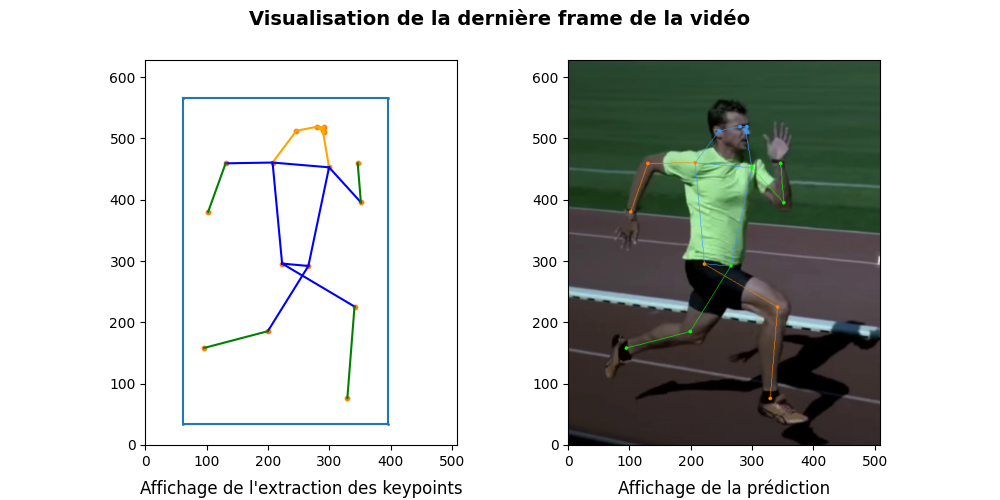 Visualisation de la dernière frame de la vidéo
600
500
400
300
200
100
0
0 100 200 300 400 500
Affichage de l'extraction des keypoints
600
500
400
300
200
100
0
0 100 200 300 400 500
Affichage de la prédiction